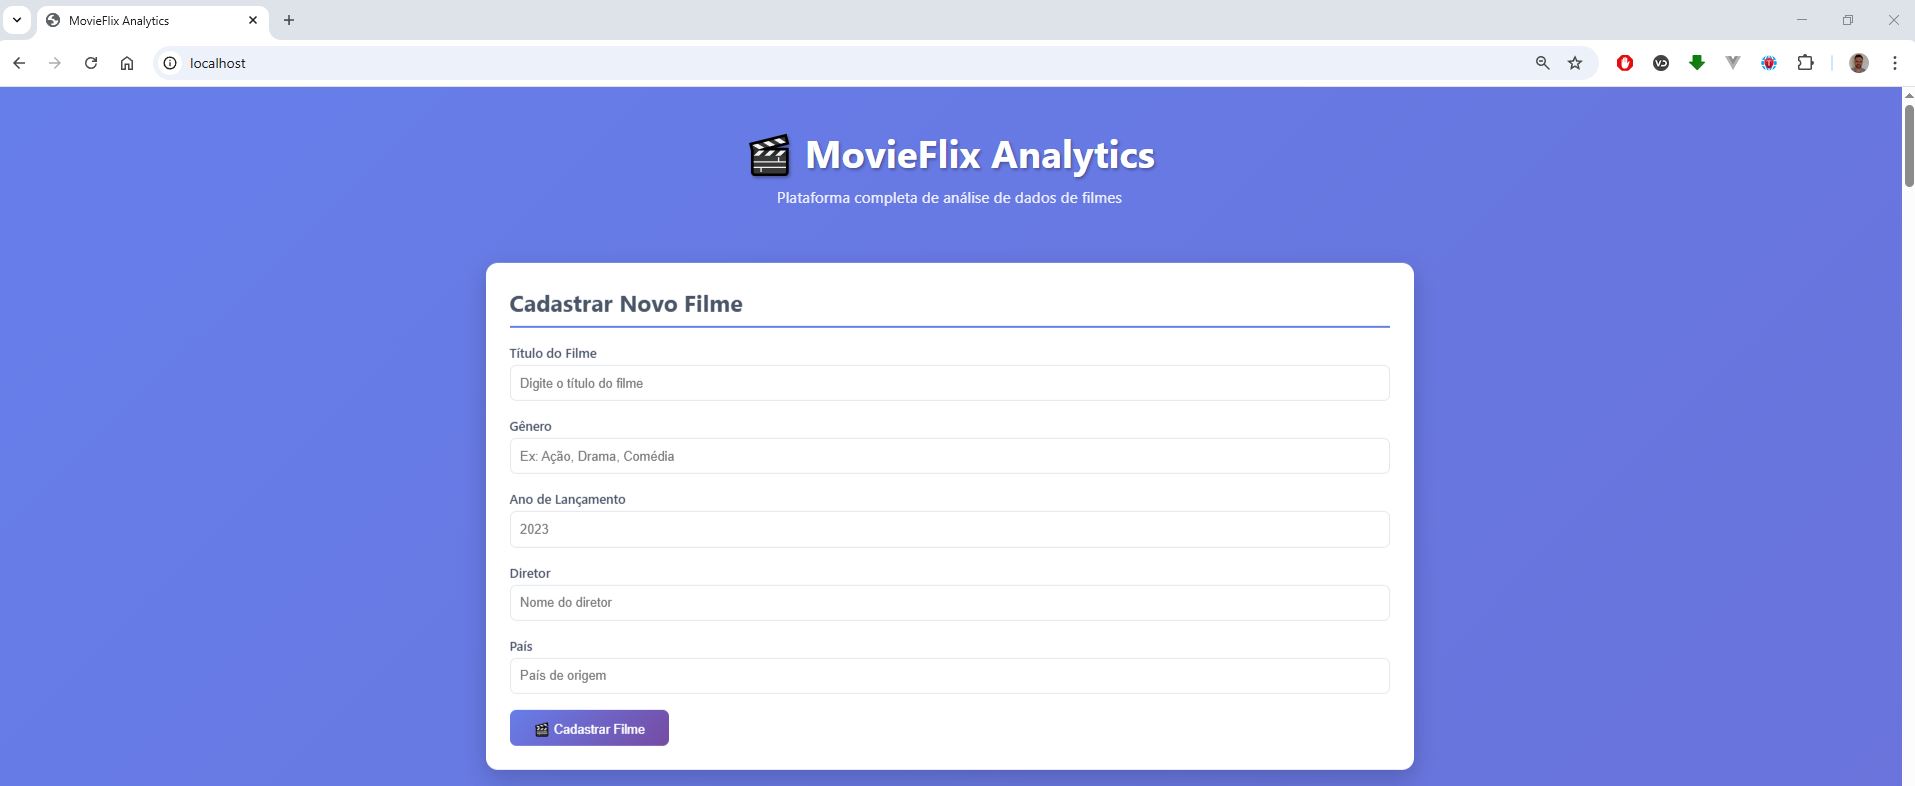 MovieFlix Analytics
localhost
MovieFlix Analytics
Plataforma completa de análise de dados de filmes
Cadastrar Novo Filme
Título do Filme
Digite o título do filme
Gênero
Ex: Ação, Drama, Comédia
Ano de Lançamento
2023
Diretor
Nome do diretor
País
País de origem
Cadastrar Filme